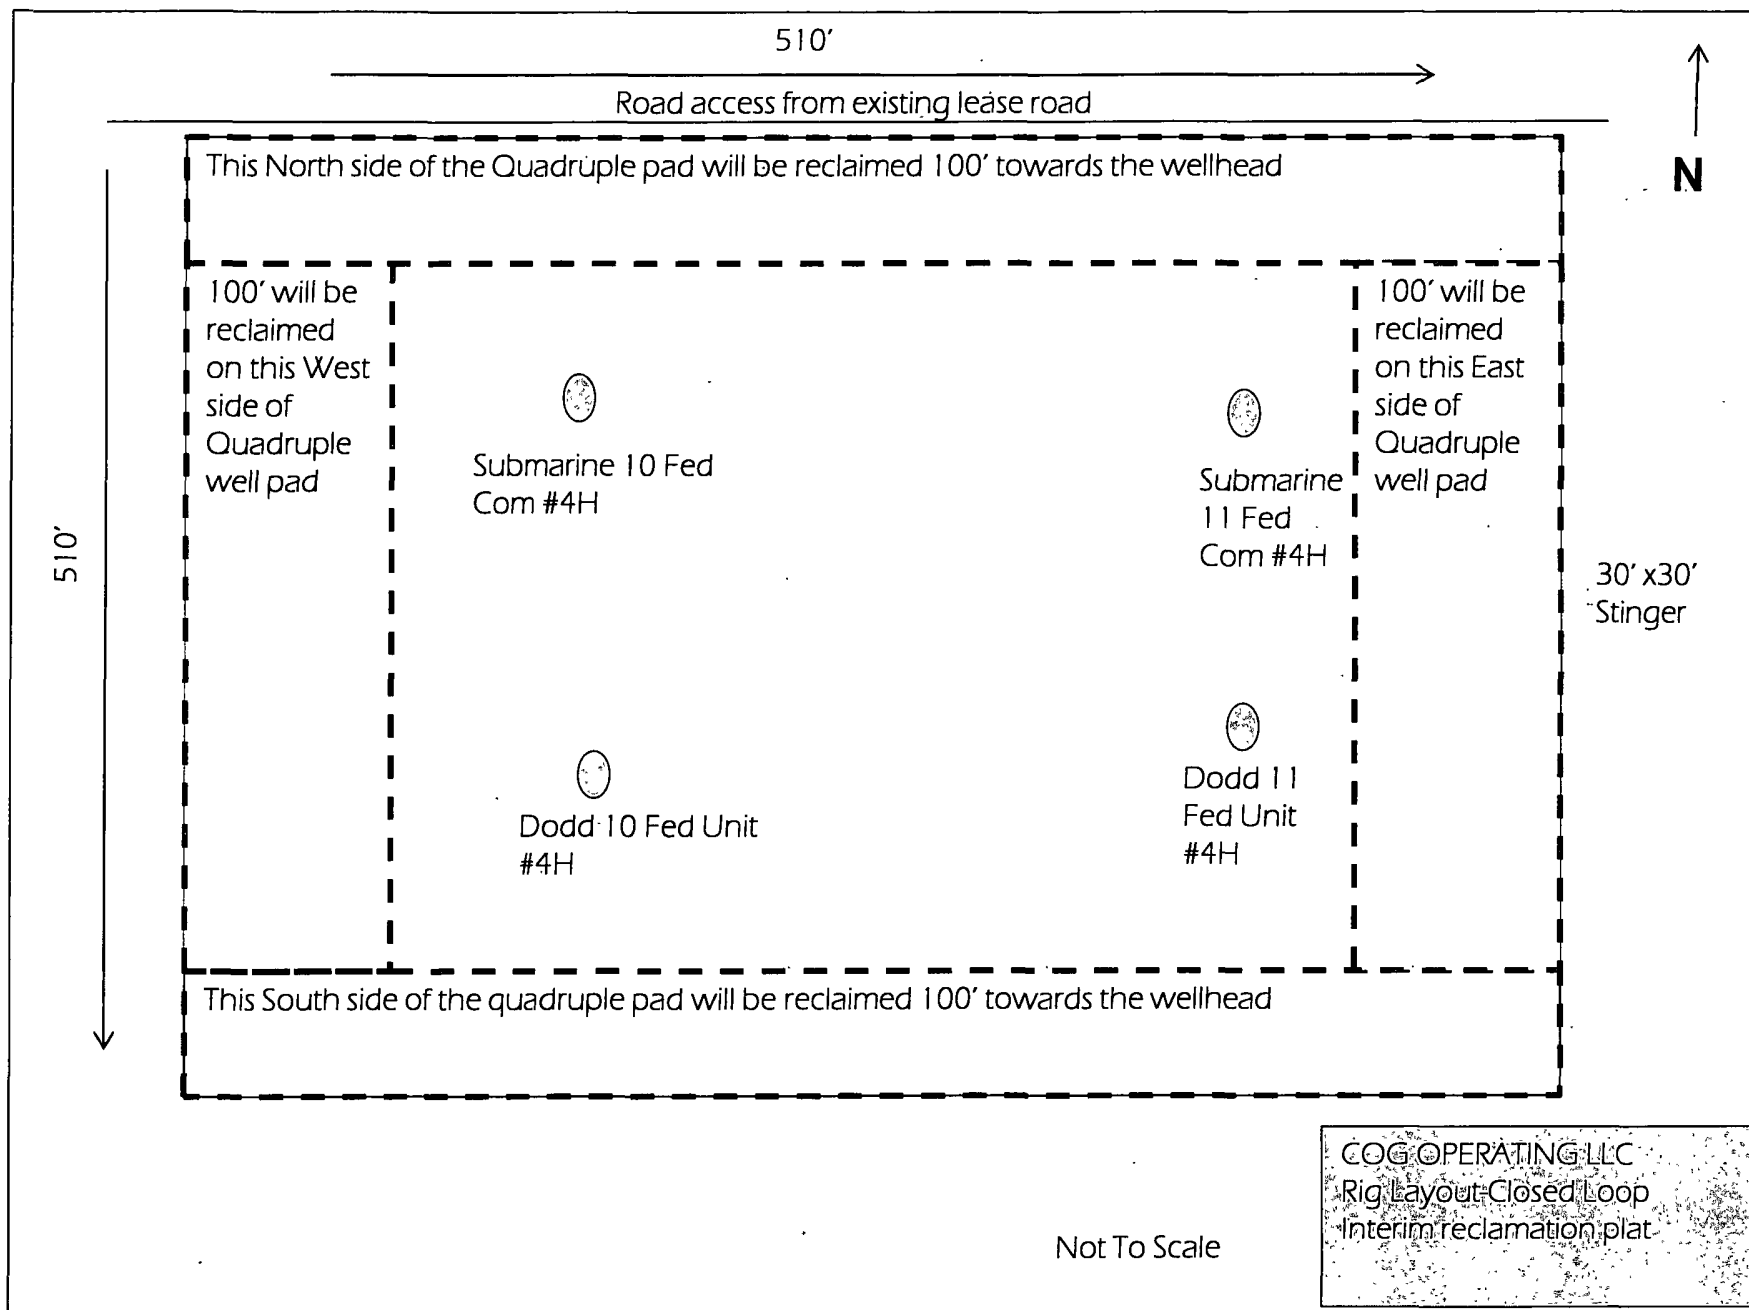 510'
Road access from existing lease road
N
This North side of the Quadruple pad will be reclaimed 100' towards the wellhead
100' will be
reclaimed
on this West
side of
Quadruple
well pad
100' will be
reclaimed
on this East
side of
Quadruple
well pad
Submarine 10 Fed
Com #4H
Submarine
11 Fed
Com #4H
510'
30' x30'
Stinger
Dodd 10 Fed Unit
#4H
Dodd 11
Fed Unit
#4H
This South side of the quadruple pad will be reclaimed 100' towards the wellhead
COG OPERATING LLC
Rig Layout-Closed Loop
Interim reclamation plat
Not To Scale